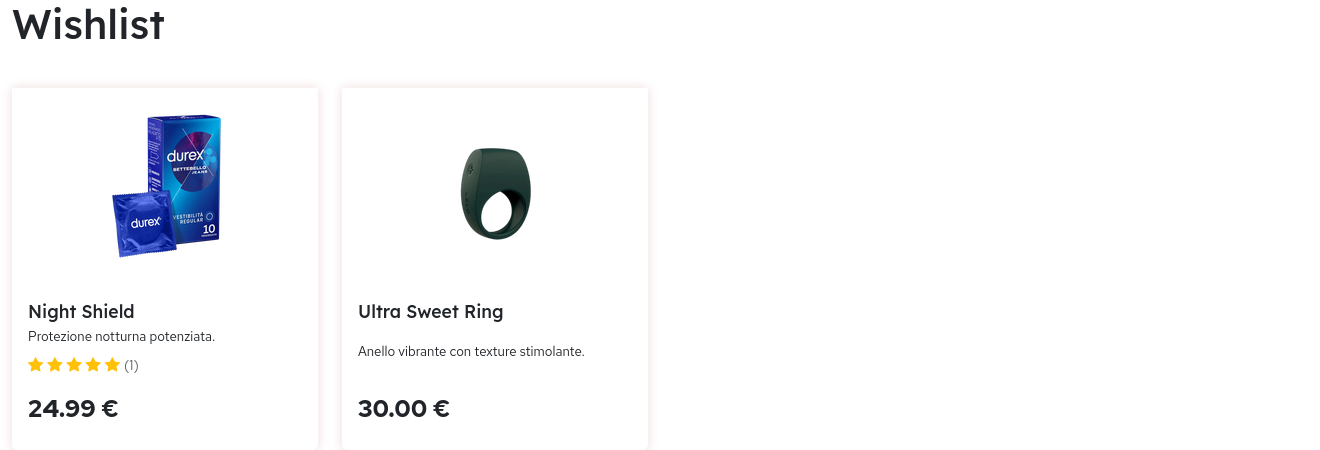 Wishlist
durex
SETTEBELLO
JEANS
VESTIBILITÀ
REGULAR
10
durex
Night Shield
Protezione notturna potenziata.
(1)
24.99 €
Ultra Sweet Ring
Anello vibrante con texture stimolante.
30.00 €